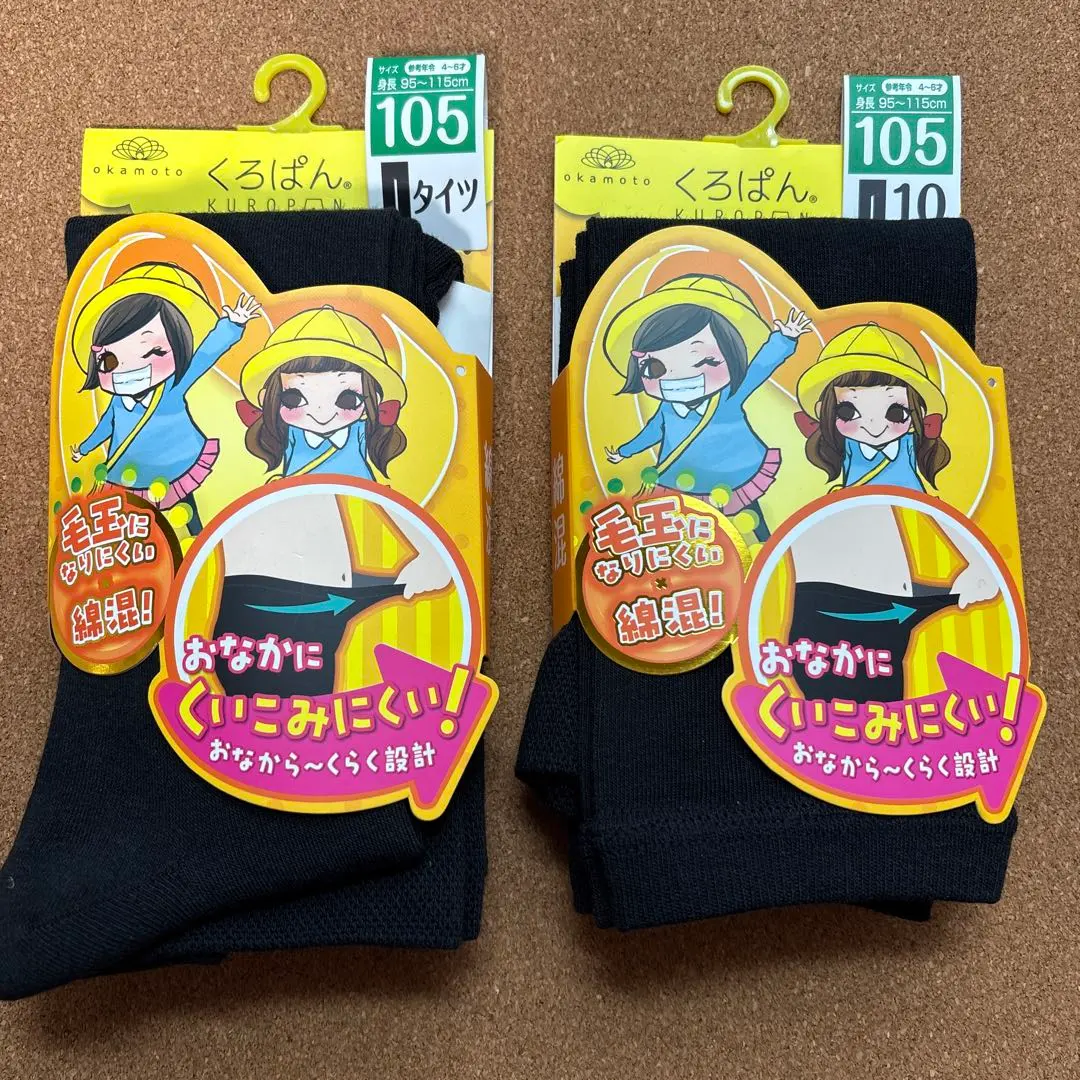 サイズ 参考年令 4〜6才
身長 95〜115cm
105
タイツ
okamoto
くろぱん®
KUROPAN
毛玉に
なりにくい
×
綿混!
おなかに
くいこみにくい!
おなから〜くらく設計
サイズ 参考年令 4〜6才
身長 95〜115cm
105
10
okamoto
くろぱん®
KUROPAN
綿混
毛玉に
なりにくい
×
綿混!
おなかに
くいこみにくい!
おなから〜くらく設計